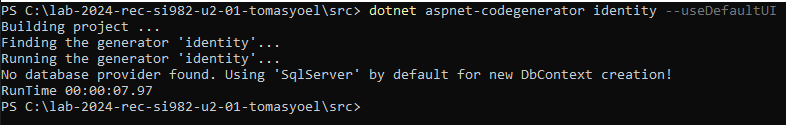 PS C:\lab-2024-rec-si982-u2-01-tomasyoel\src> dotnet aspnet-codegenerator identity --useDefaultUI
Building project ...
Finding the generator 'identity'...
Running the generator 'identity'...
No database provider found. Using 'SqlServer' by default for new DbContext creation!
RunTime 00:00:07.97
PS C:\lab-2024-rec-si982-u2-01-tomasyoel\src>